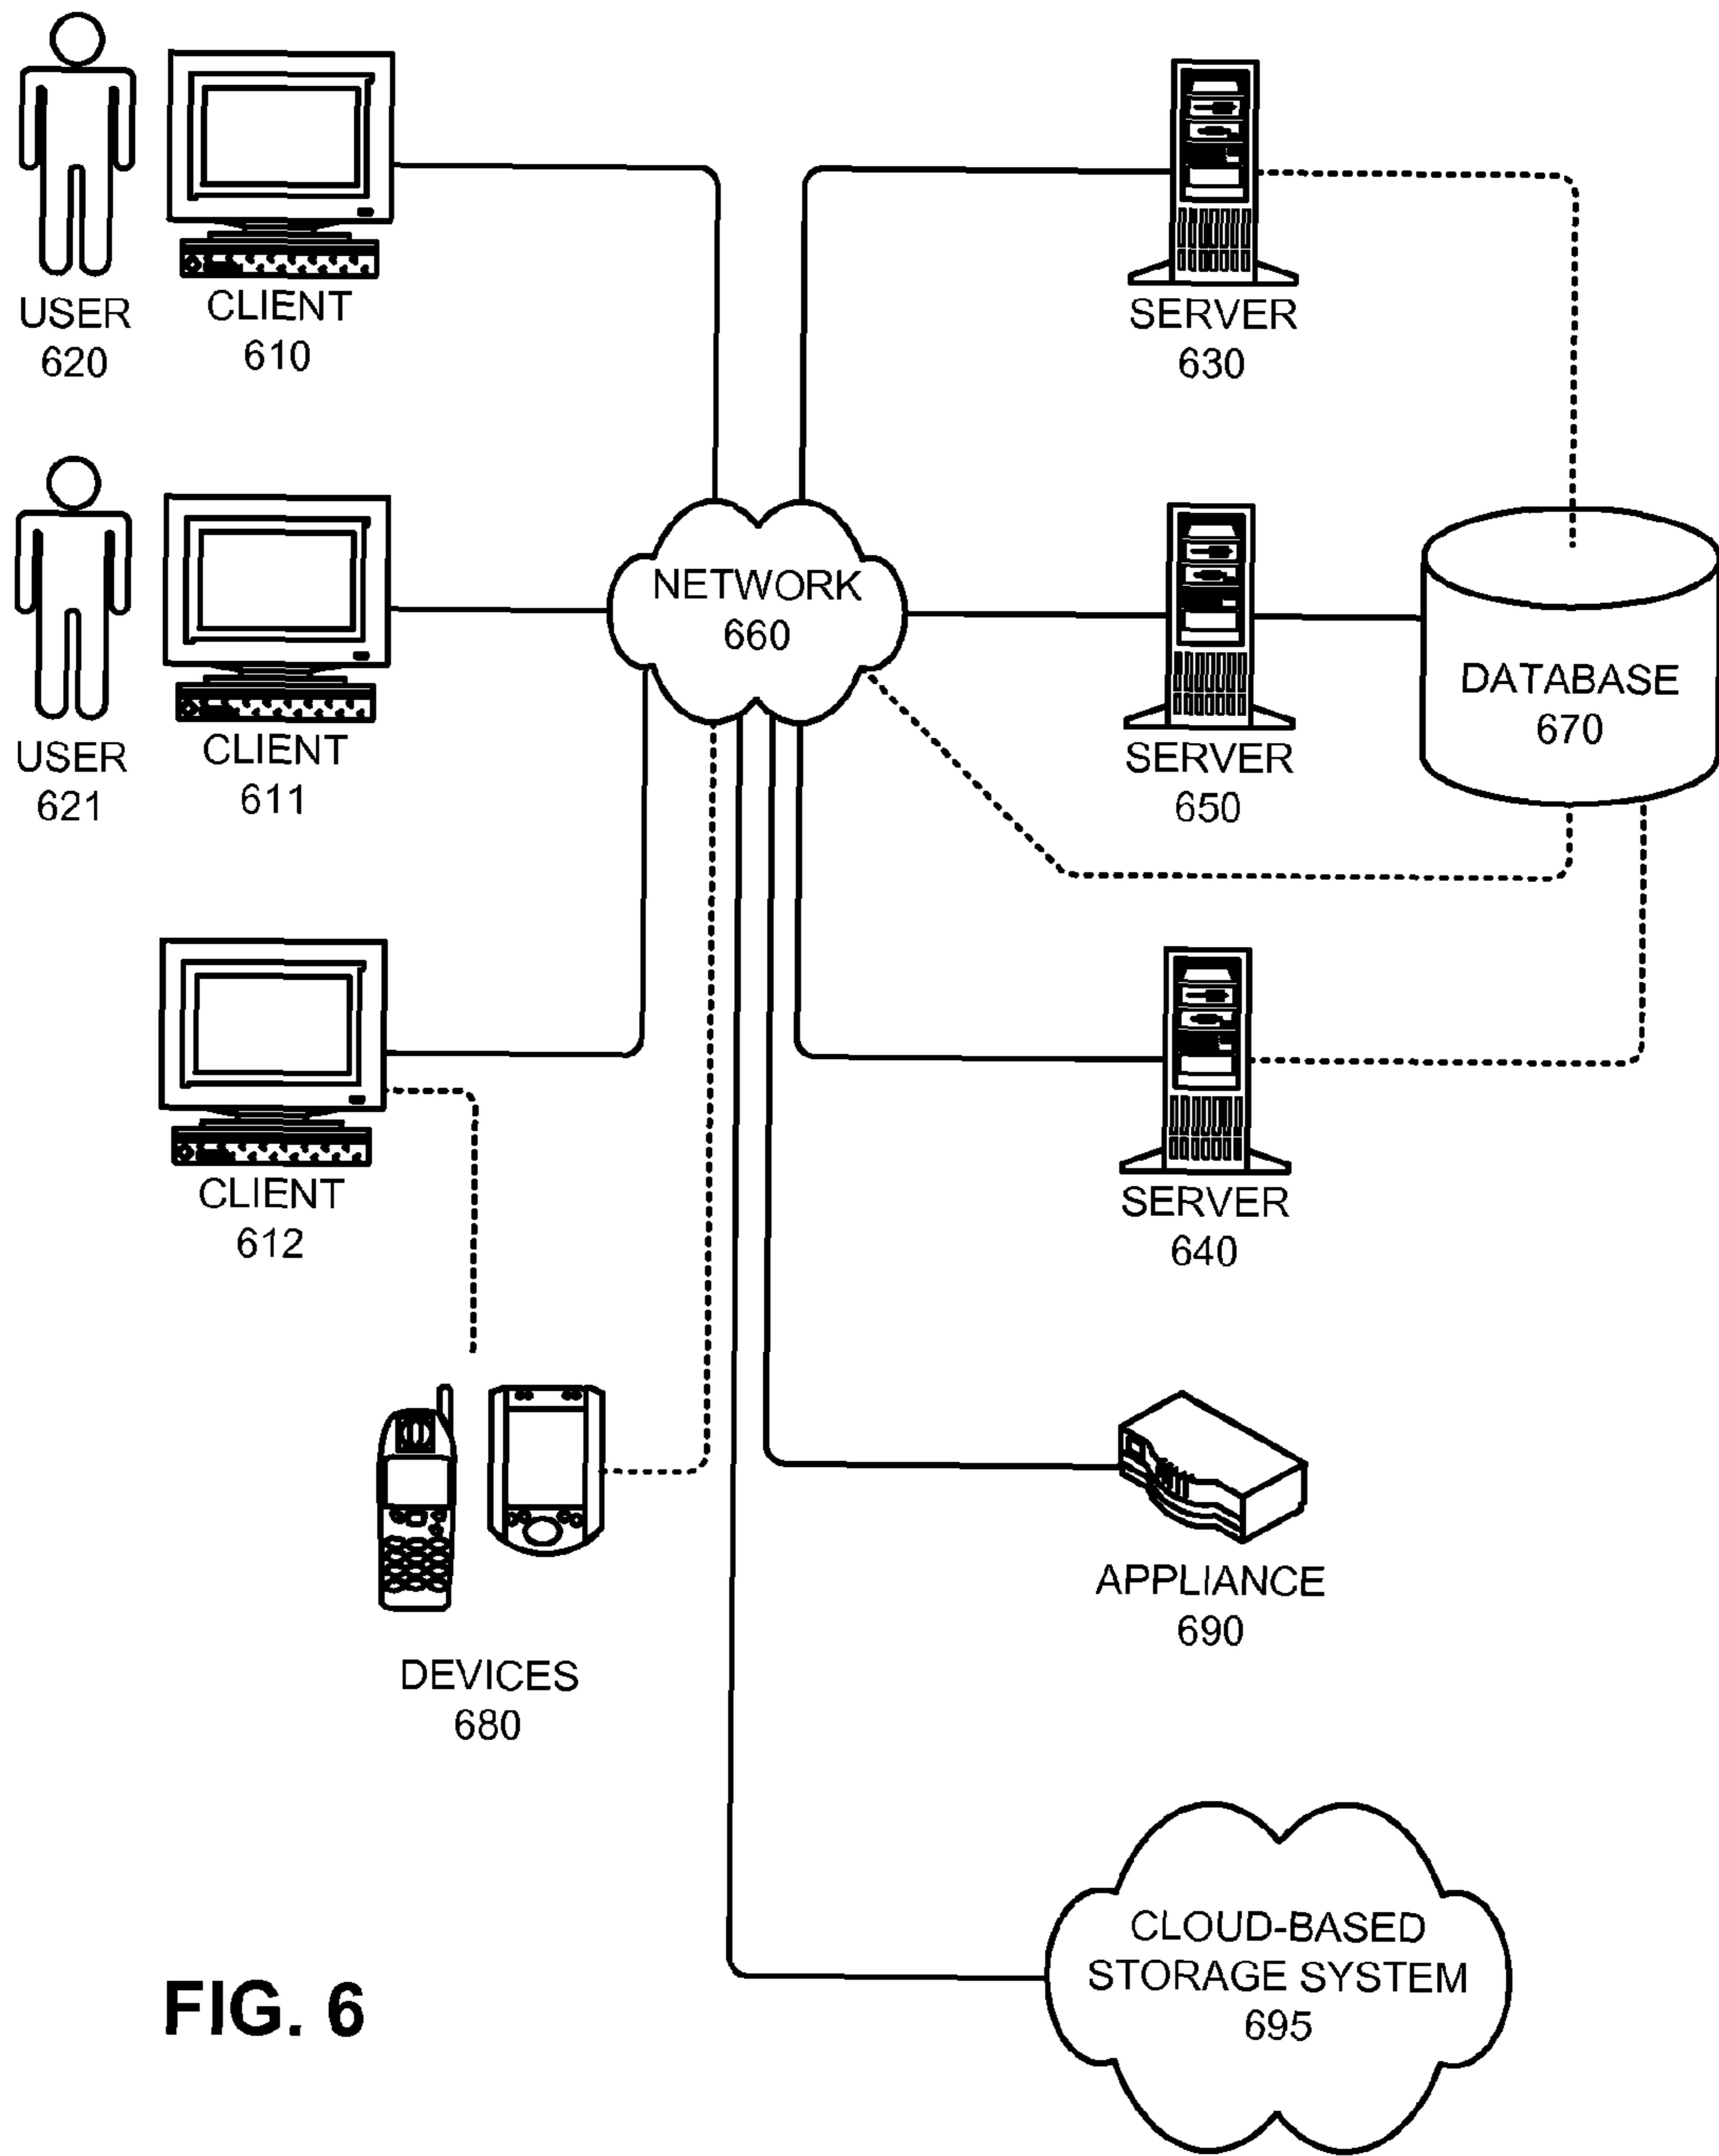 USER
620
CLIENT
610
SERVER
630
USER
621
CLIENT
611
NETWORK
660
SERVER
650
DATABASE
670
CLIENT
612
SERVER
640
DEVICES
680
APPLIANCE
690
CLOUD-BASED
STORAGE SYSTEM
695
FIG. 6